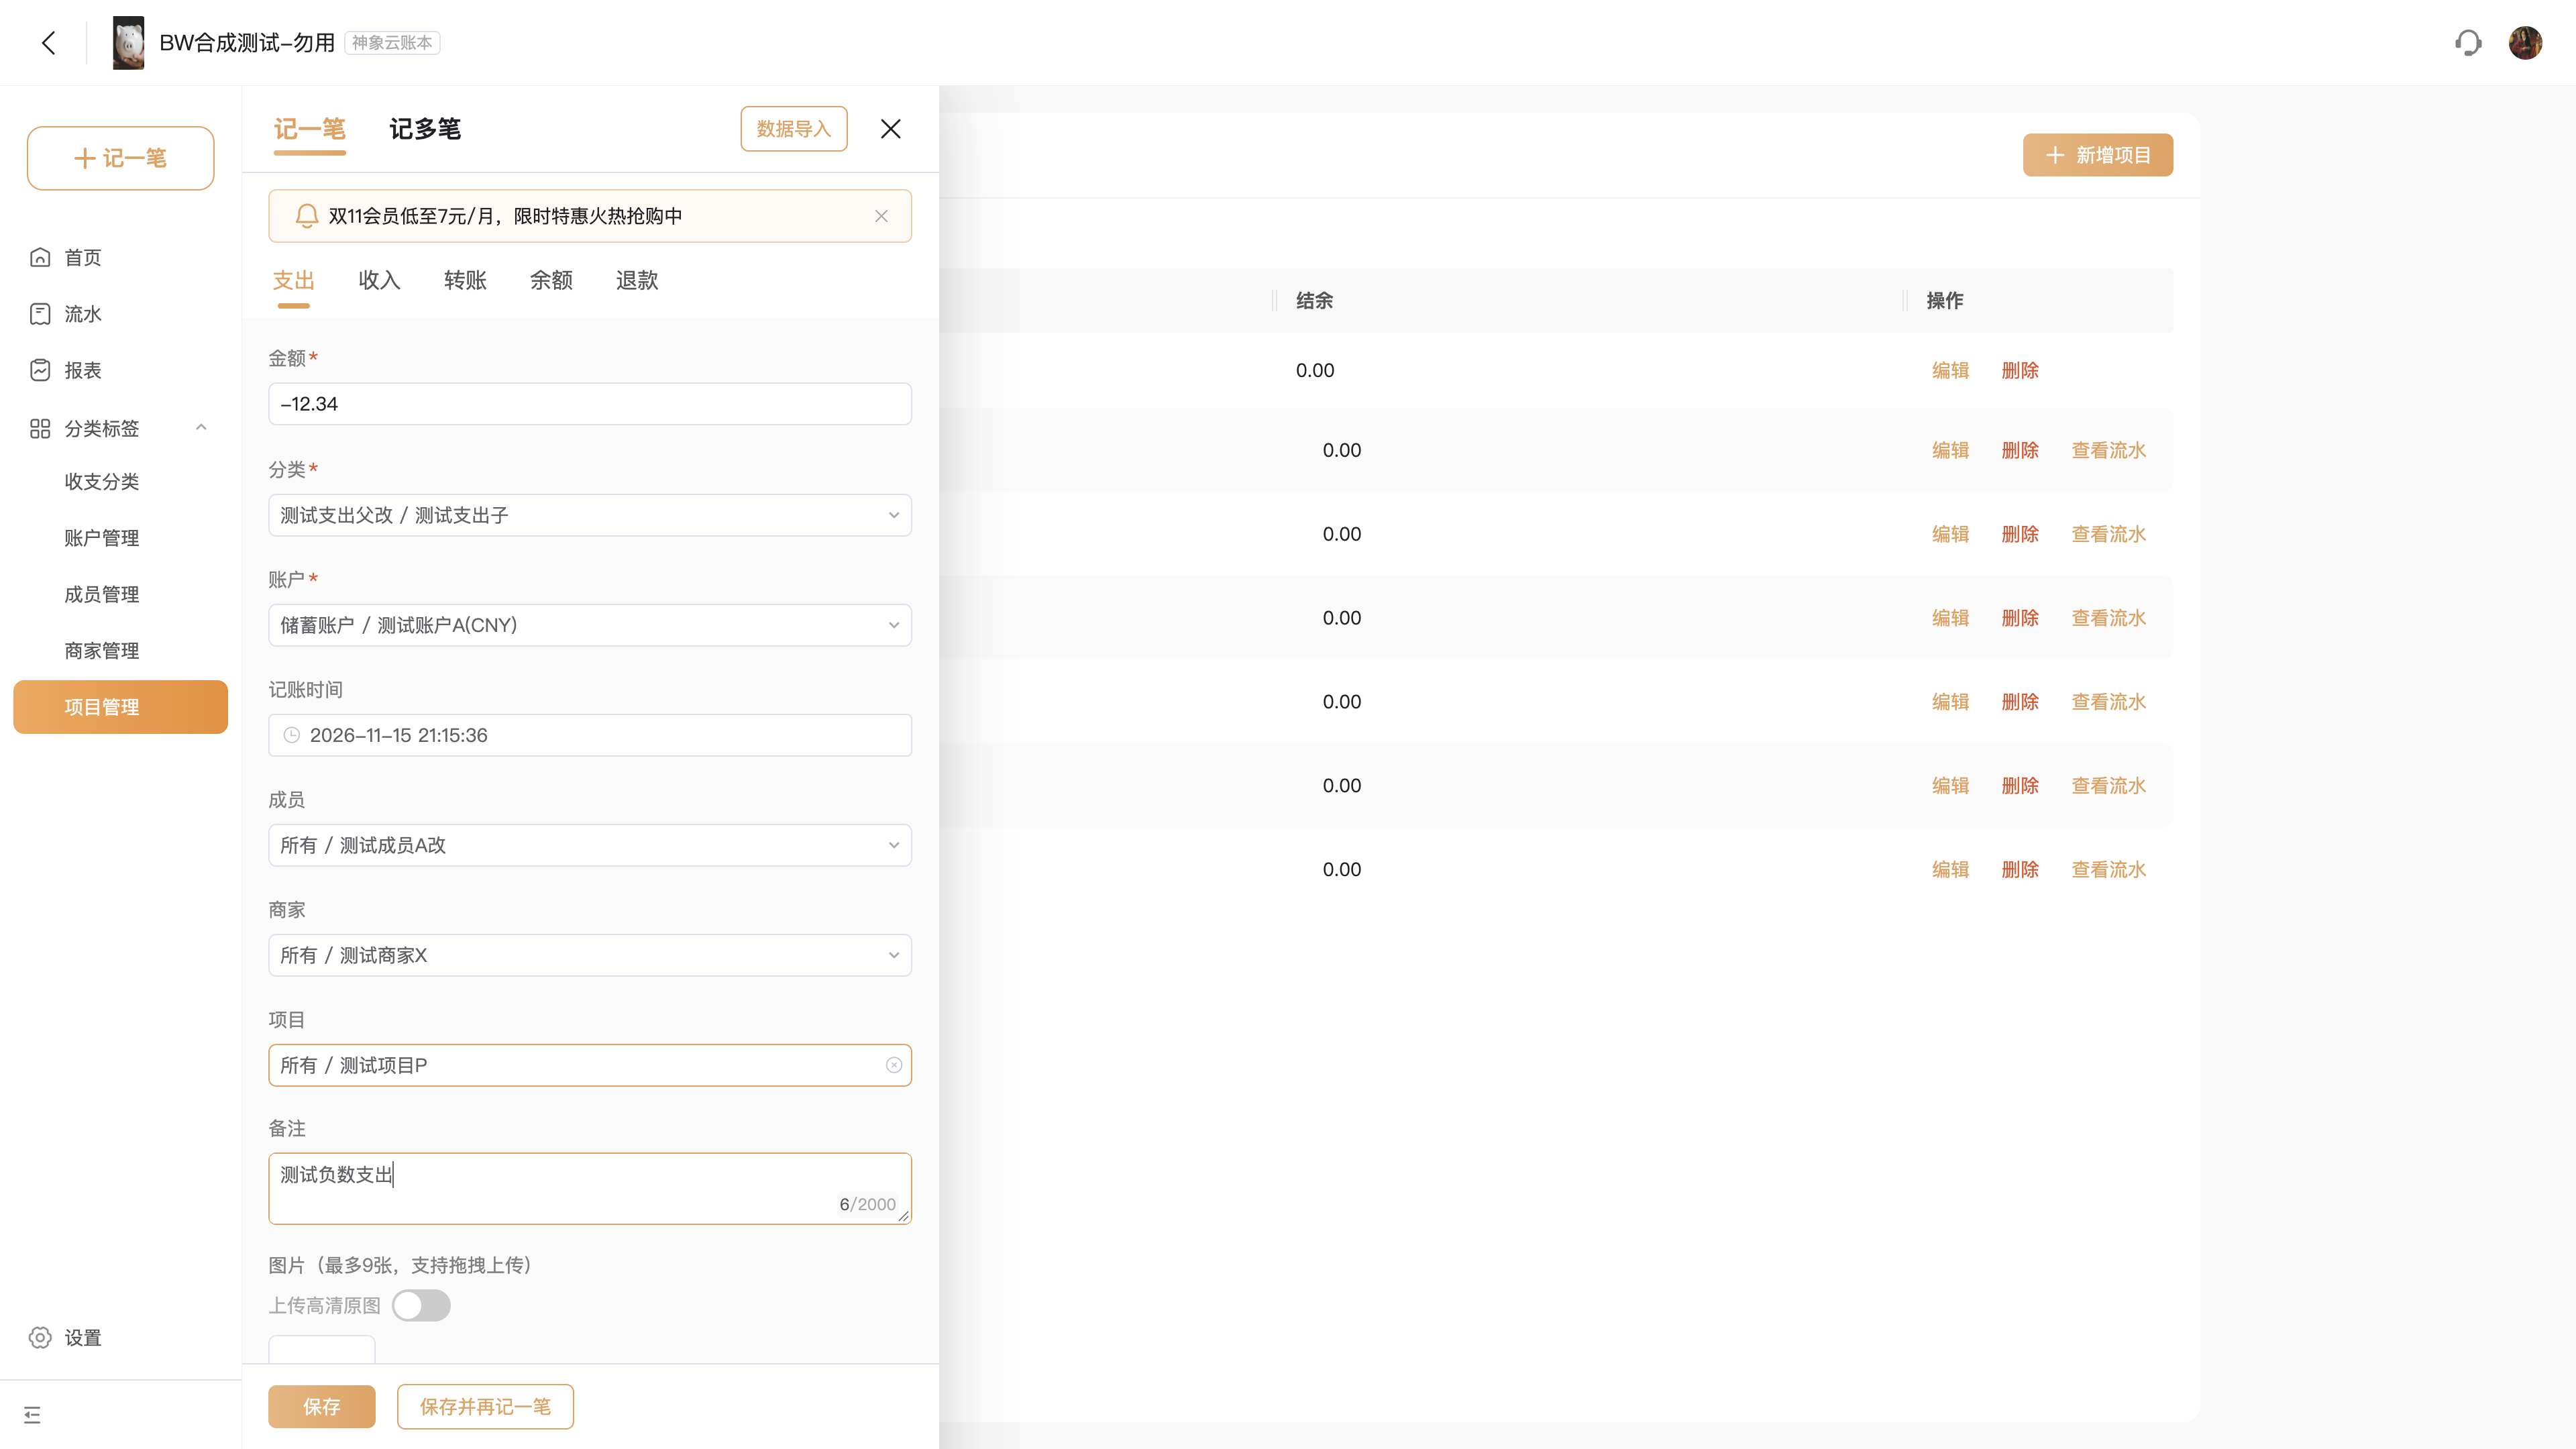 BW合成测试-勿用 神象云账本
记一笔
首页
流水
报表
分类标签
收支分类
账户管理
成员管理
商家管理
项目管理
设置
记一笔 记多笔 数据导入
双11会员低至7元/月，限时特惠火热抢购中
支出 收入 转账 余额 退款
金额*
-12.34
分类*
测试支出父改 / 测试支出子
账户*
储蓄账户 / 测试账户A(CNY)
记账时间
2026-11-15 21:15:36
成员
所有 / 测试成员A改
商家
所有 / 测试商家X
项目
所有 / 测试项目P
备注
测试负数支出
6/2000
图片（最多9张，支持拖拽上传）
上传高清原图
保存 保存并再记一笔
新增项目
结余 操作
0.00 编辑 删除
0.00 编辑 删除 查看流水
0.00 编辑 删除 查看流水
0.00 编辑 删除 查看流水
0.00 编辑 删除 查看流水
0.00 编辑 删除 查看流水
0.00 编辑 删除 查看流水